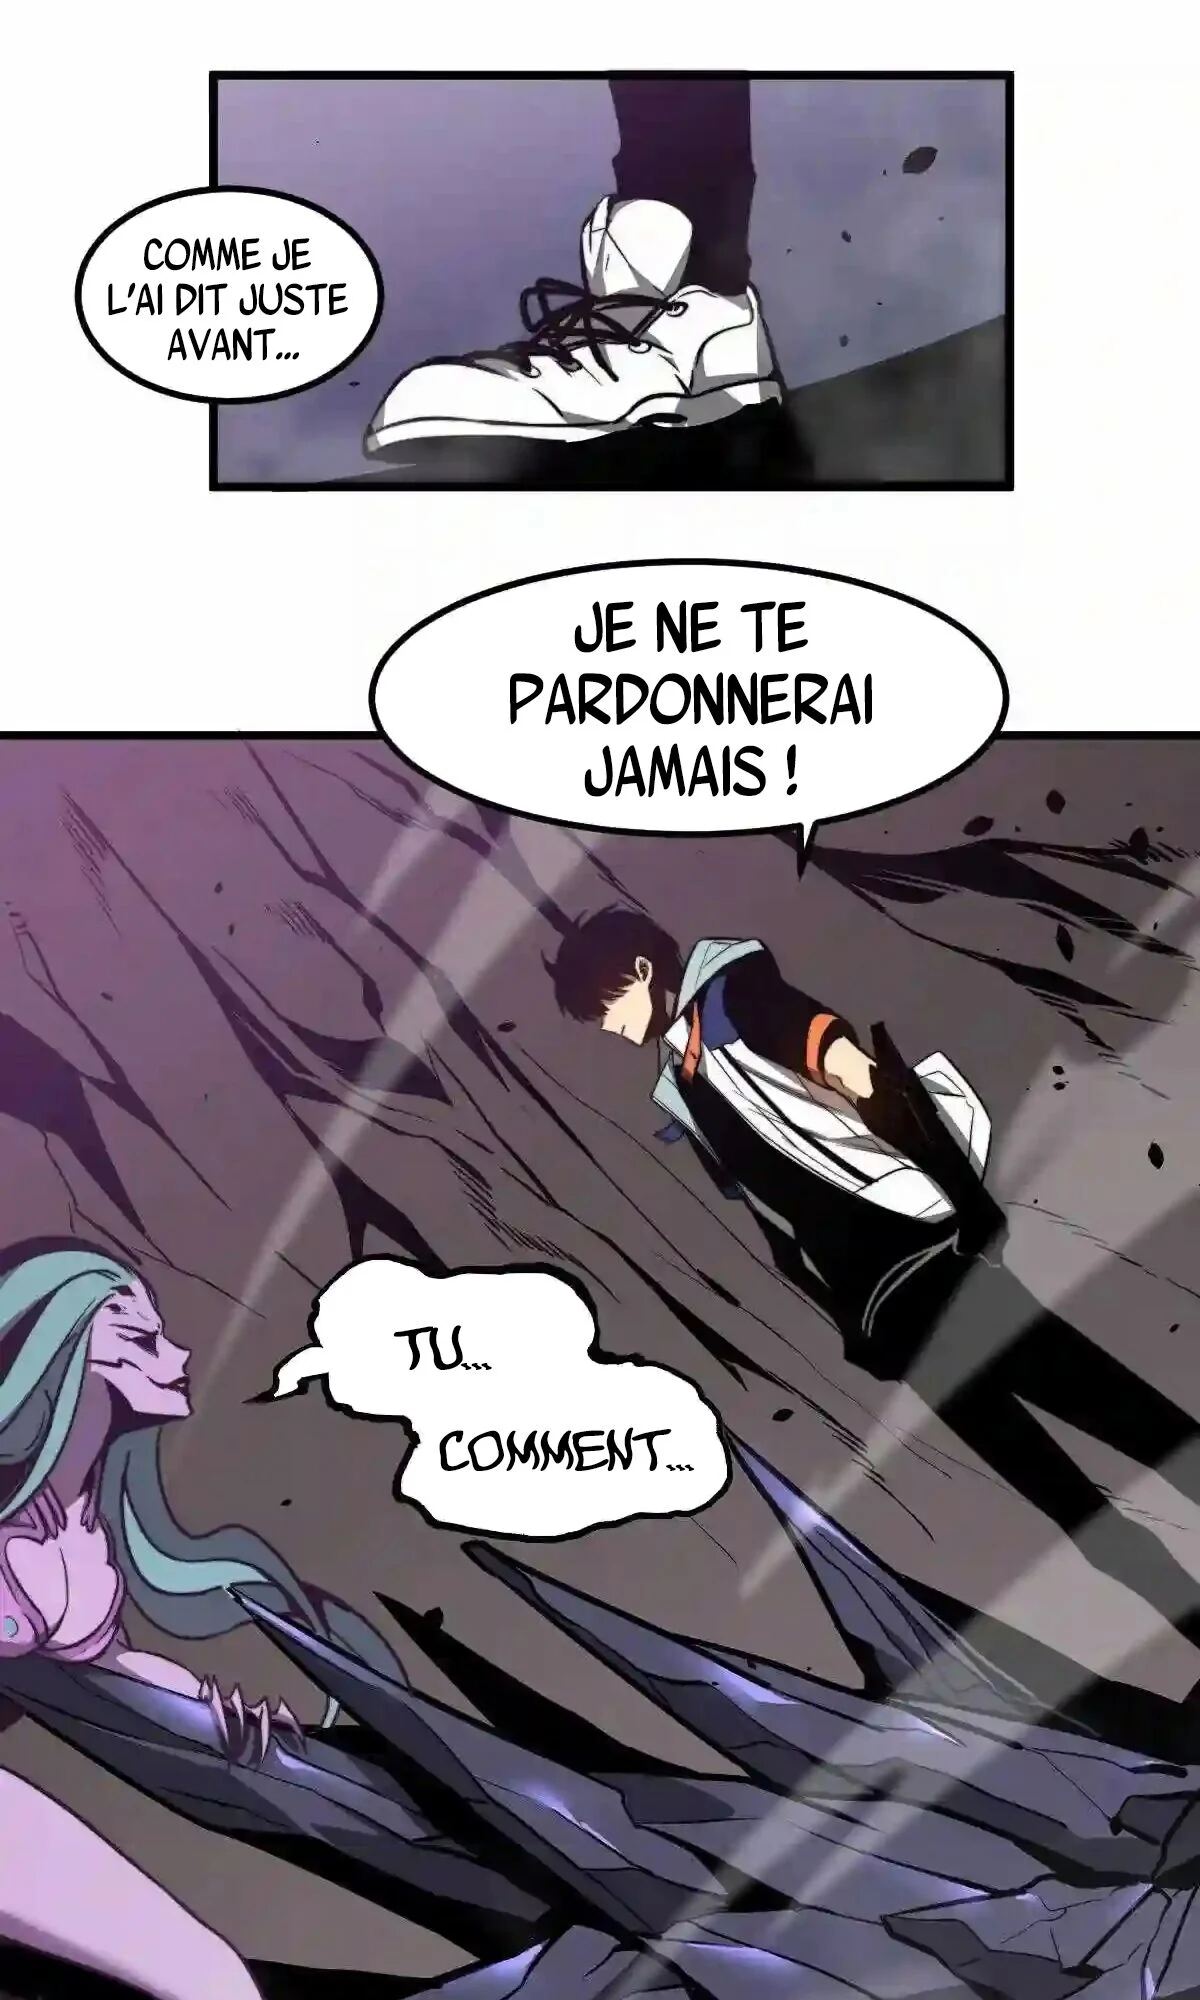 COMME JE
L'AI DIT JUSTE
AVANT...
JE NE TE
PARDONNERAI
JAMAIS !
TU...
COMMENT...